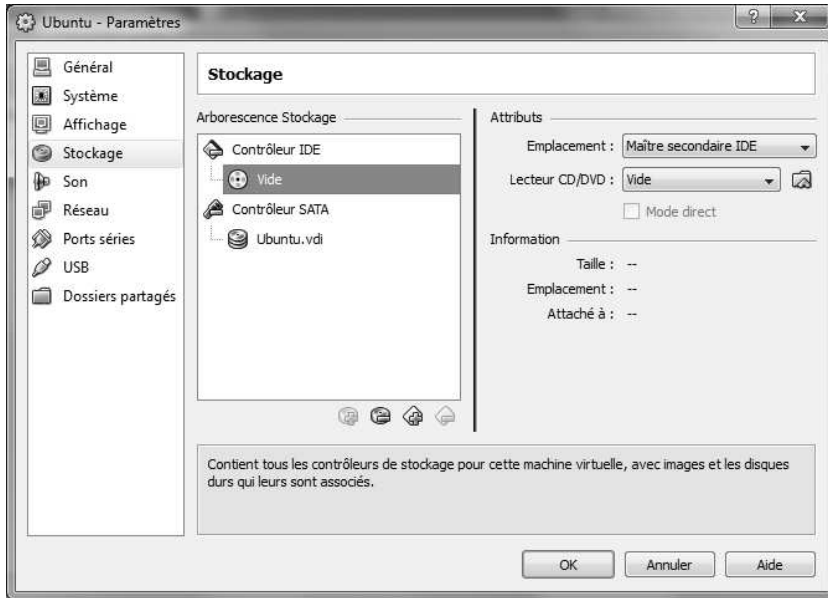 Ubuntu - Paramètres
Général
Système
Affichage
Stockage
Son
Réseau
Ports séries
USB
Dossiers partagés
Stockage
Arborescence Stockage
Contrôleur IDE
Vide
Contrôleur SATA
Ubuntu.vdi
Attributs
Emplacement : Maître secondaire IDE
Lecteur CD/DVD : Vide
Mode direct
Information
Taille : --
Emplacement : --
Attaché à : --
Contient tous les contrôleurs de stockage pour cette machine virtuelle, avec images et les disques
durs qui leurs sont associés.
OK Annuler Aide